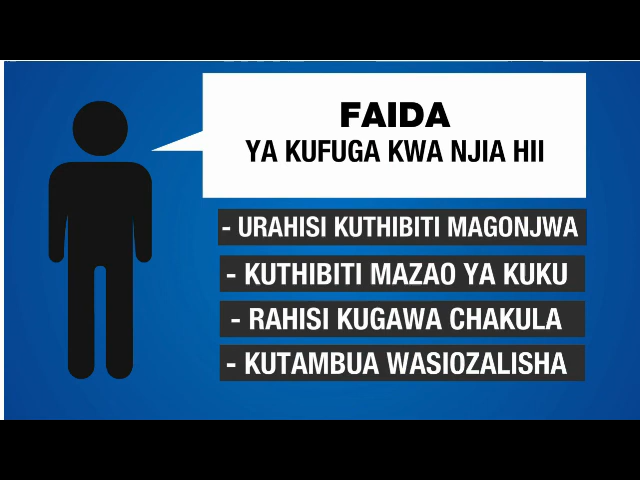 FAIDA
YA KUFUGA KWA NJIA HII
- URAHISI KUTHIBITI MAGONJWA
- KUTHIBITI MAZAO YA KUKU
- RAHISI KUGAWA CHAKULA
- KUTAMBUA WASIOZALISHA